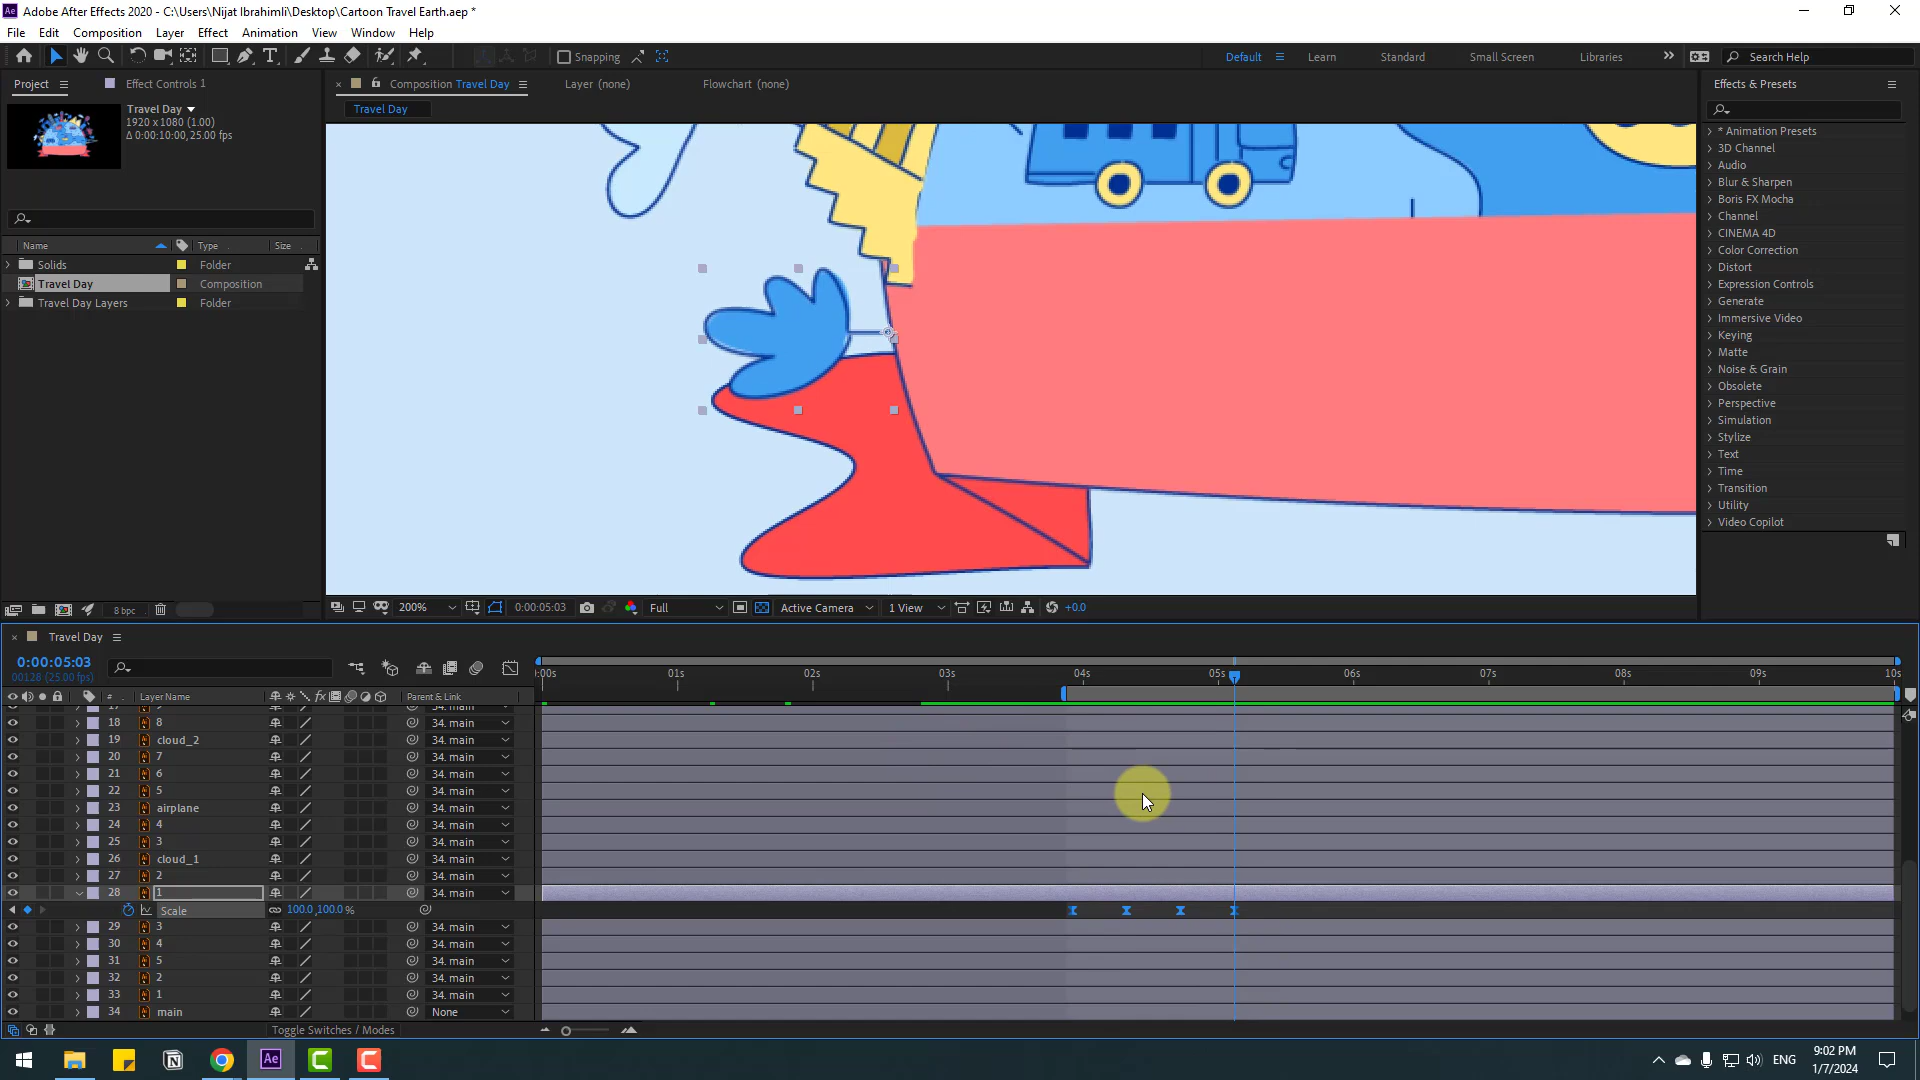 Adobe After Effects 2020 - C:\Users\Nijat Ibrahimli\Desktop\Cartoon Travel Earth.aep *
File Edit Composition Layer Effect Animation View Window Help
Snapping
Default Learn Standard Small Screen Libraries Search Help
Project Effect Controls 1
Composition Travel Day Layer (none) Flowchart (none)
Effects & Presets
Travel Day
1920 x 1080 (1.00)
Δ 0:00:10:00, 25.00 fps
Travel Day
Name Type Size
Solids Folder
Travel Day Composition
Travel Day Layers Folder
* Animation Presets
3D Channel
Audio
Blur & Sharpen
Boris FX Mocha
Channel
CINEMA 4D
Color Correction
Distort
Expression Controls
Generate
Immersive Video
Keying
Matte
Noise & Grain
Obsolete
Perspective
Simulation
Stylize
Text
Time
Transition
Utility
Video Copilot
8 bpc
200% 0:00:05:03 Full Active Camera 1 View +0.0
Travel Day
0:00:05:03
00128 (25.00 fps)
:00s 01s 02s 03s 04s 05s 06s 07s 08s 09s 10s
# Layer Name Parent & Link
18 8 34. main
19 cloud_2 34. main
20 7 34. main
21 6 34. main
22 5 34. main
23 airplane 34. main
24 4 34. main
25 3 34. main
26 cloud_1 34. main
27 2 34. main
28 1 34. main
Scale 100.0,100.0 %
29 3 34. main
30 4 34. main
31 5 34. main
32 2 34. main
33 1 34. main
34 main None
Toggle Switches / Modes
ENG
9:02 PM
1/7/2024